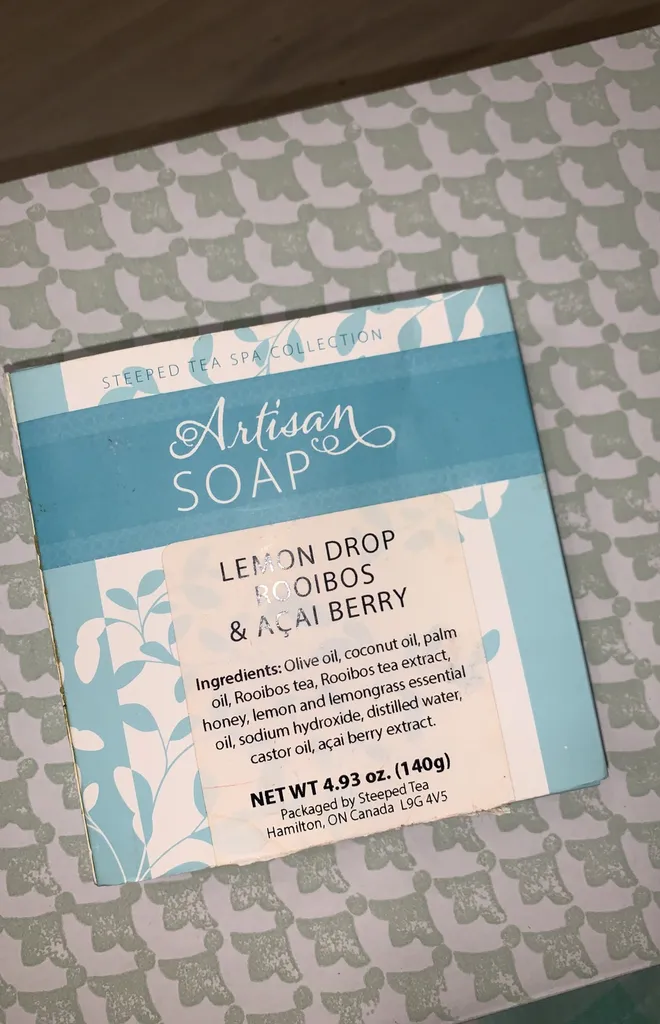 STEEPED TEA SPA COLLECTION
Artisan
SOAP
LEMON DROP
ROOIBOS
& AÇAI BERRY
Ingredients: Olive oil, coconut oil, palm
oil, Rooibos tea, Rooibos tea extract,
honey, lemon and lemongrass essential
oil, sodium hydroxide, distilled water,
castor oil, açai berry extract.
NET WT 4.93 oz. (140g)
Packaged by Steeped Tea
Hamilton, ON Canada L9G 4V5